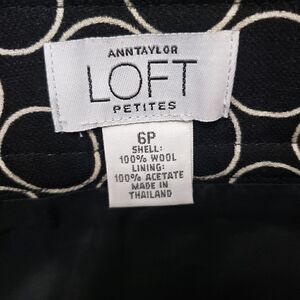 ANNTAYLOR
LOFT
PETITES
6P
SHELL:
100% WOOL
LINING:
100% ACETATE
MADE IN
THAILAND